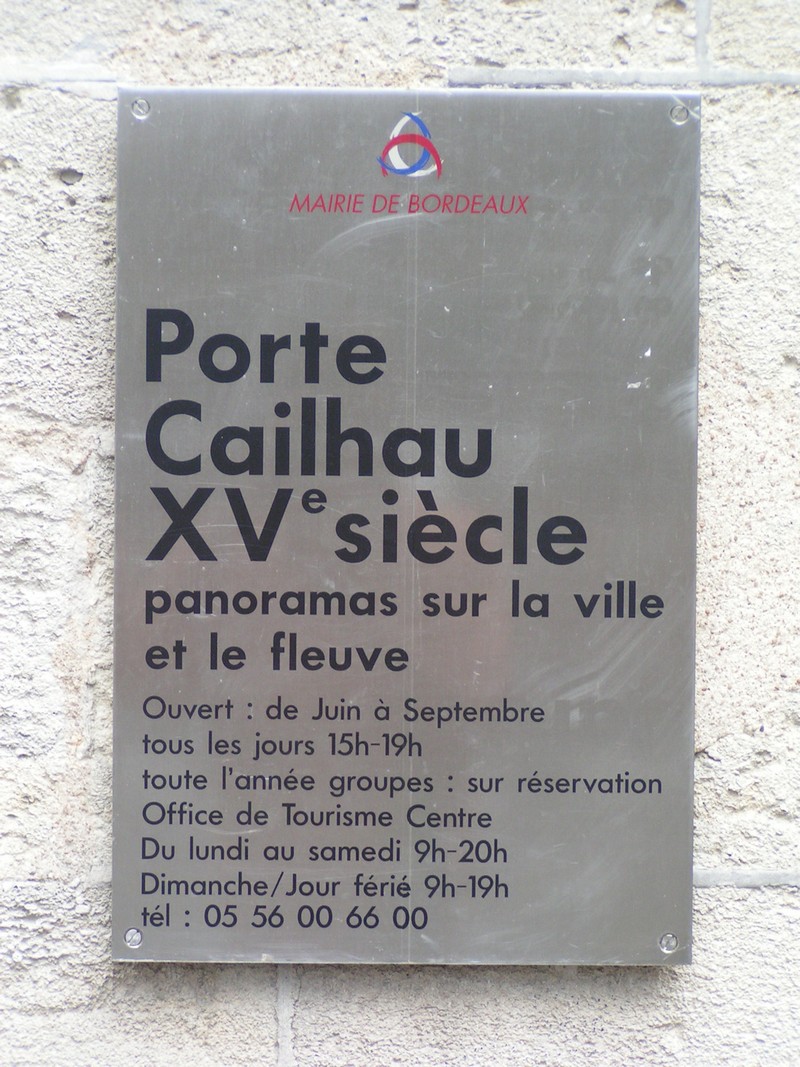 MAIRIE DE BORDEAUX
Porte
Cailhau
XVe siècle
panoramas sur la ville
et le fleuve
Ouvert : de Juin à Septembre
tous les jours 15h-19h
toute l'année groupes : sur réservation
Office de Tourisme Centre
Du lundi au samedi 9h-20h
Dimanche/Jour férié 9h-19h
tél : 05 56 00 66 00